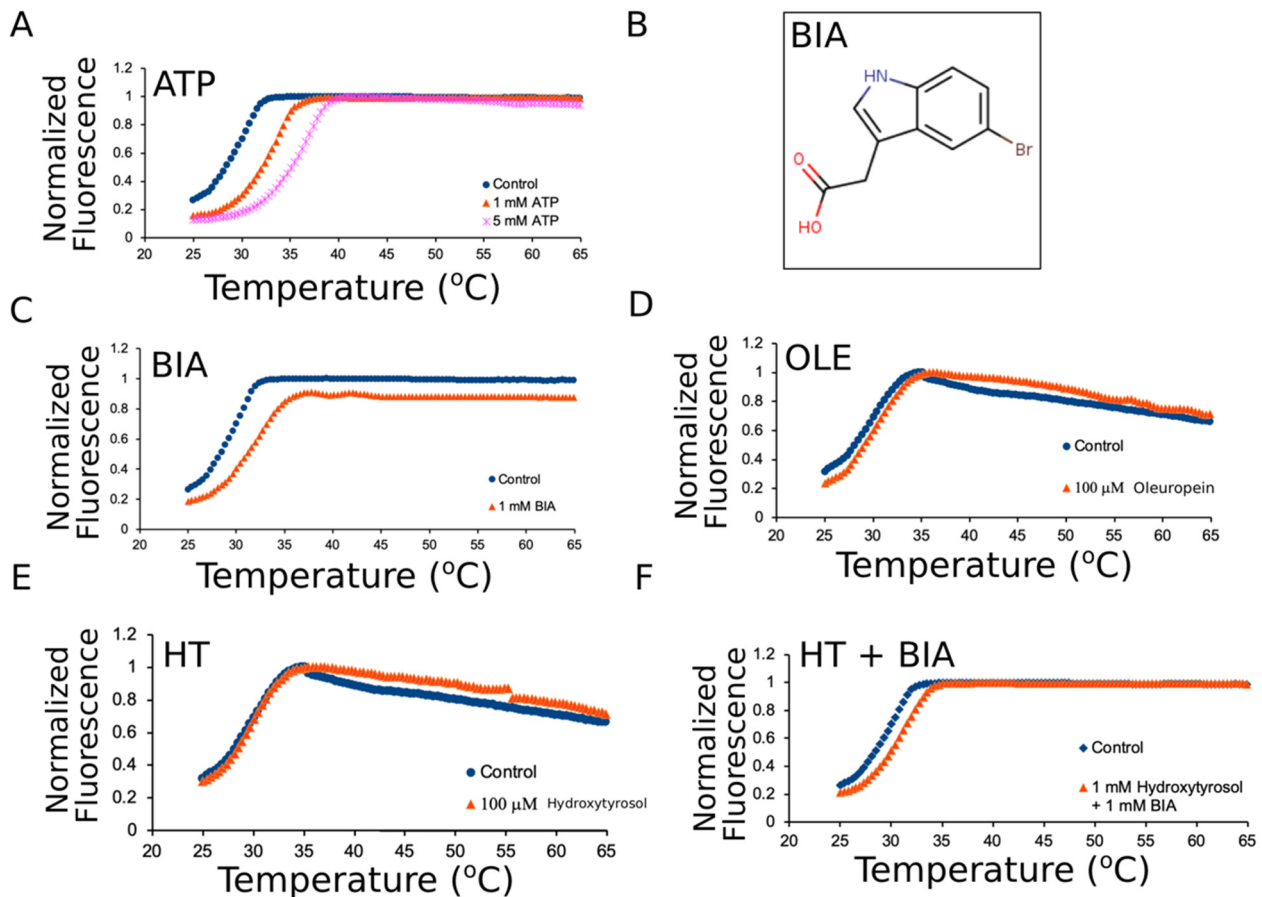 A
ATP
Normalized
Fluorescence
1.2
1
0.8
0.6
0.4
0.2
0
20 25 30 35 40 45 50 55 60 65
Temperature (ºC)
Control
1 mM ATP
5 mM ATP
B
BIA
HN
Br
O
HO
C
BIA
Normalized
Fluorescence
1.2
1
0.8
0.6
0.4
0.2
0
20 25 30 35 40 45 50 55 60 65
Temperature (ºC)
Control
1 mM BIA
D
OLE
Normalized
Fluorescence
1.2
1
0.8
0.6
0.4
0.2
0
20 25 30 35 40 45 50 55 60 65
Temperature (ºC)
Control
100 μM Oleuropein
E
HT
Normalized
Fluorescence
1.2
1
0.8
0.6
0.4
0.2
0
20 25 30 35 40 45 50 55 60 65
Temperature (ºC)
Control
100 μM Hydroxytyrosol
F
HT + BIA
Normalized
Fluorescence
1.2
1
0.8
0.6
0.4
0.2
0
20 25 30 35 40 45 50 55 60 65
Temperature (ºC)
Control
1 mM Hydroxytyrosol
+ 1 mM BIA